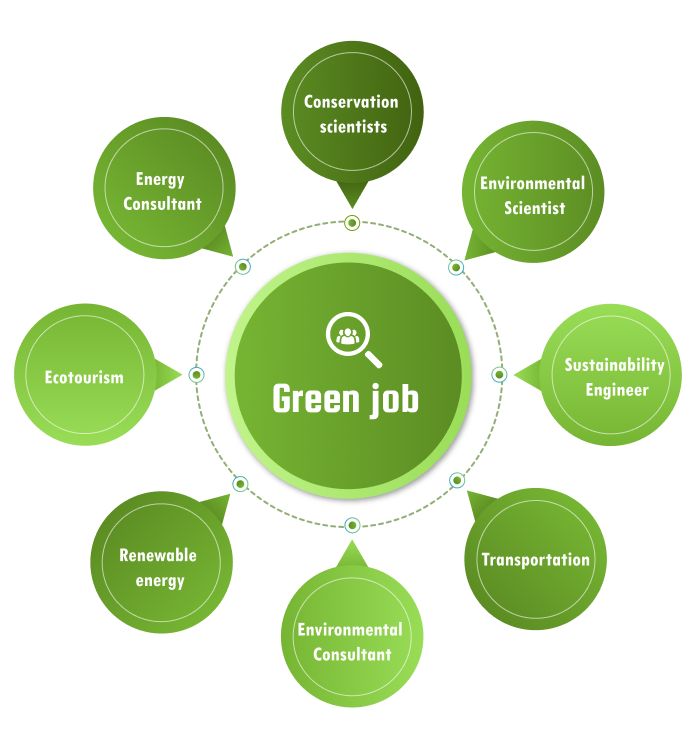 Conservation
scientists
Energy
Consultant
Environmental
Scientist
Ecotourism
Green job
Sustainability
Engineer
Renewable
energy
Transportation
Environmental
Consultant